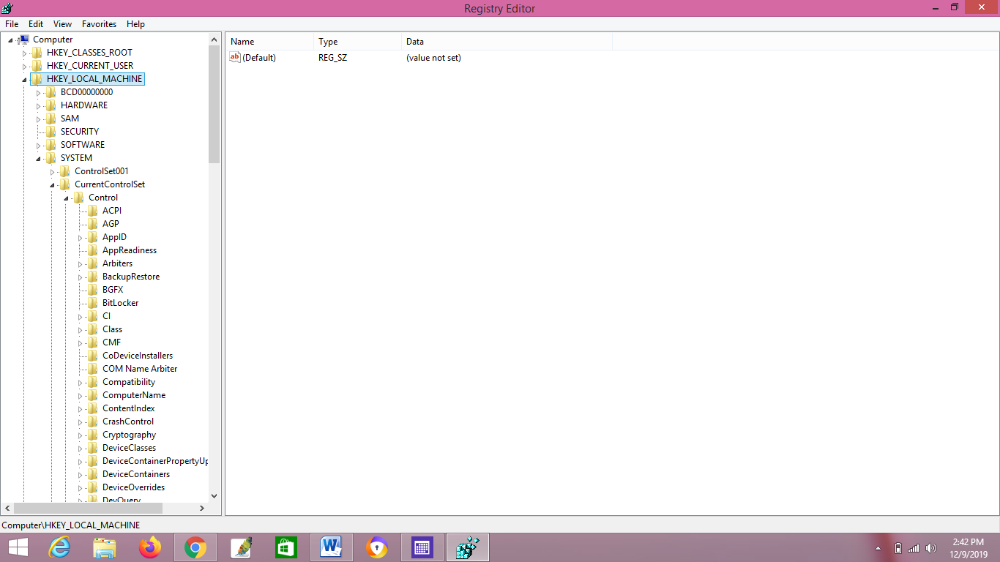 Registry Editor
File Edit View Favorites Help
Computer
HKEY_CLASSES_ROOT
HKEY_CURRENT_USER
HKEY_LOCAL_MACHINE
BCD00000000
HARDWARE
SAM
SECURITY
SOFTWARE
SYSTEM
ControlSet001
CurrentControlSet
Control
ACPI
AGP
AppID
AppReadiness
Arbiters
BackupRestore
BGFX
BitLocker
CI
Class
CMF
CoDeviceInstallers
COM Name Arbiter
Compatibility
ComputerName
ContentIndex
CrashControl
Cryptography
DeviceClasses
DeviceContainerPropertyUp
DeviceContainers
DeviceOverrides
DevQuery
Name Type Data
ab (Default) REG_SZ (value not set)
Computer\HKEY_LOCAL_MACHINE
2:42 PM
12/9/2019